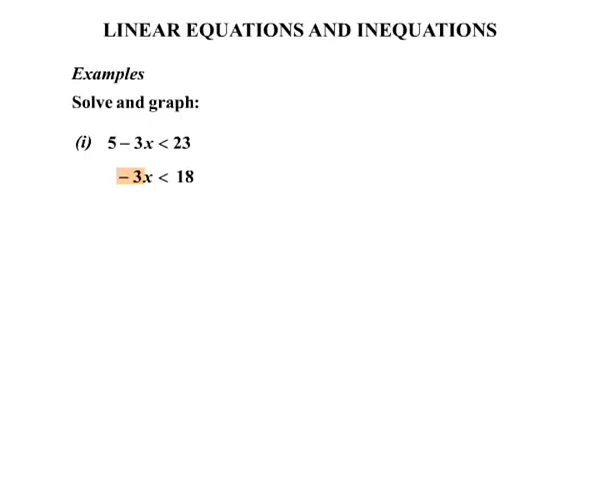 LINEAR EQUATIONS AND INEQUATIONS
Examples
Solve and graph:
(i) 5 – 3x < 23
– 3x < 18